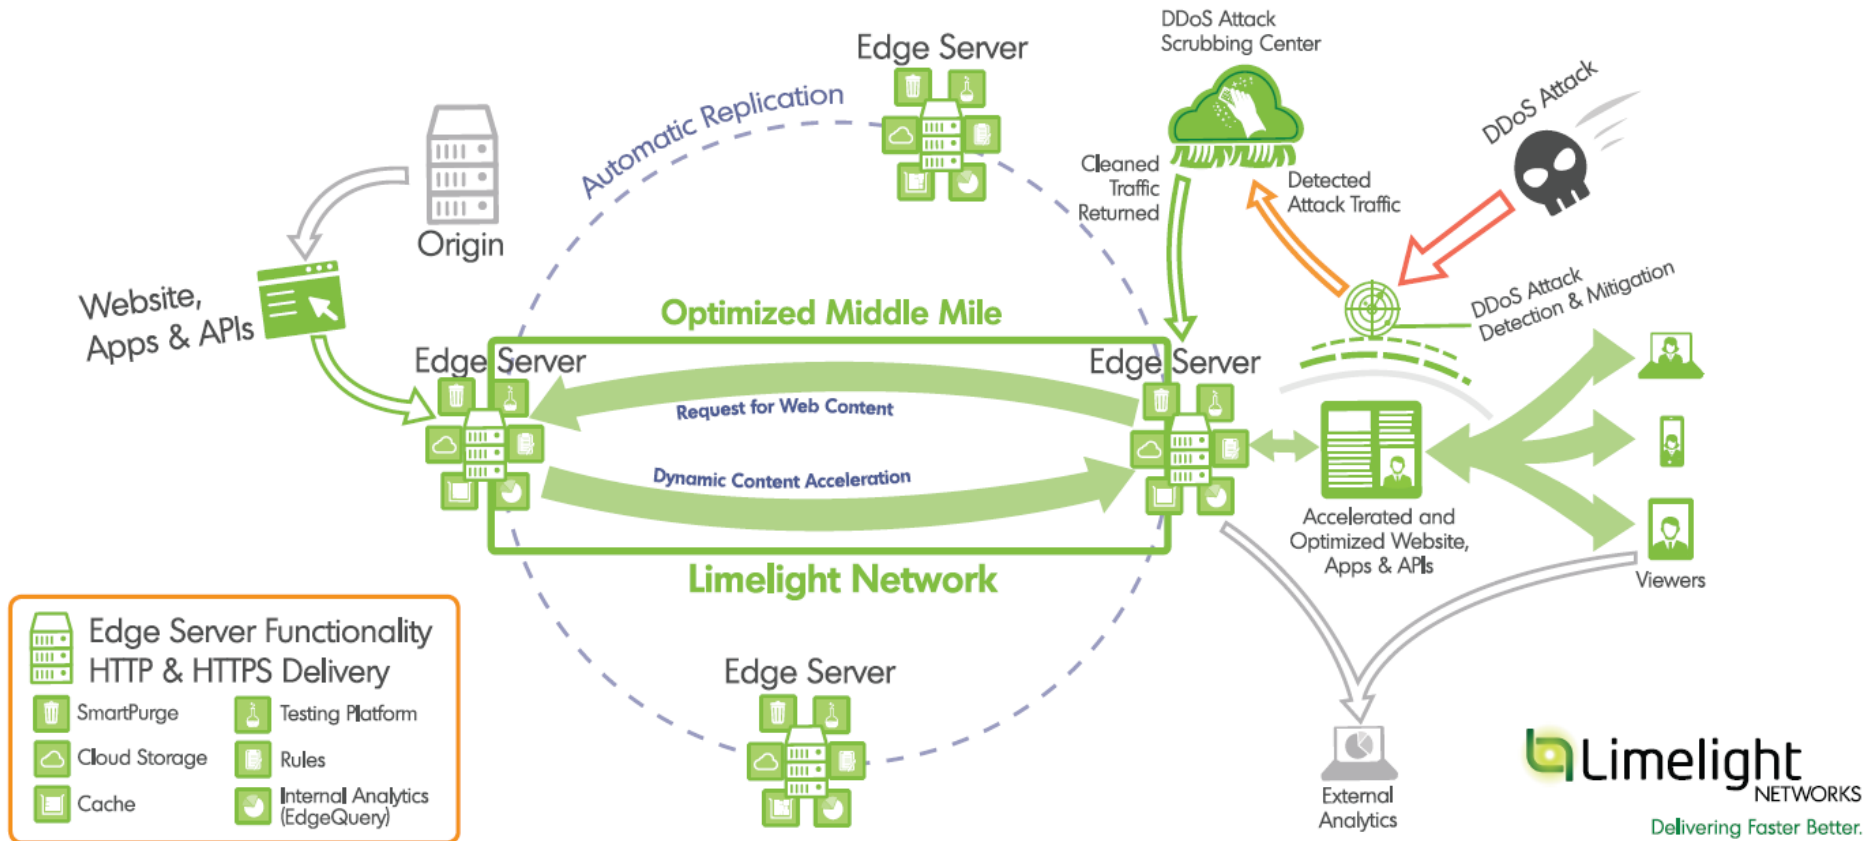 DDoS Attack
Scrubbing Center
Edge Server
DDoS Attack
Automatic Replication
Cleaned
Traffic
Returned
Detected
Attack Traffic
Origin
Website,
Apps & APIs
DDoS Attack
Detection & Mitigation
Optimized Middle Mile
Edge Server
Edge Server
Request for Web Content
Dynamic Content Acceleration
Accelerated and
Optimized Website,
Apps & APIs
Viewers
Limelight Network
Edge Server
Edge Server Functionality
HTTP & HTTPS Delivery
SmartPurge
Testing Platform
Cloud Storage
Rules
Cache
Internal Analytics
(EdgeQuery)
External
Analytics
Limelight
NETWORKS
Delivering Faster Better.